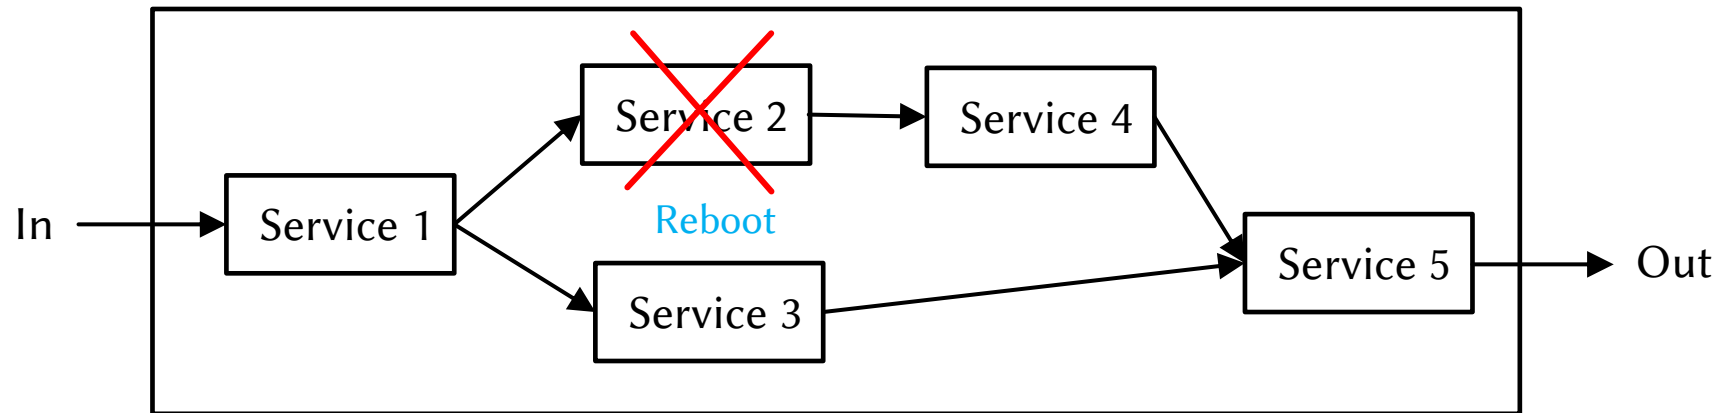 In
Service 1
Service 2
Reboot
Service 3
Service 4
Service 5
Out